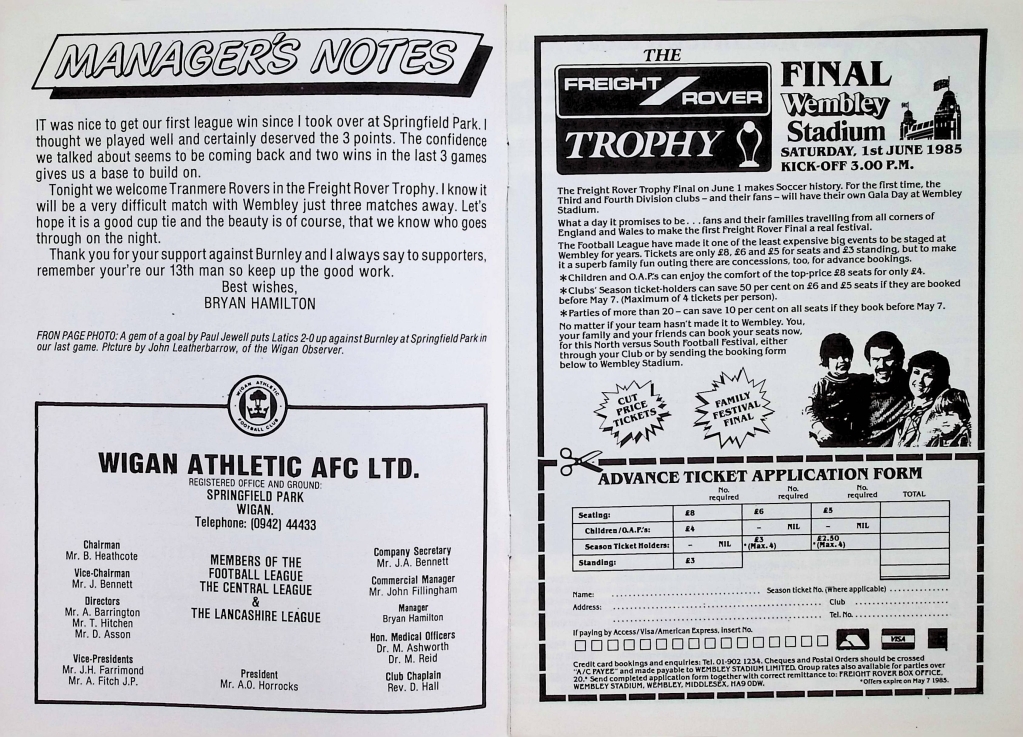 MANAGER'S NOTES
IT was nice to get our first league win since I took over at Springfield Park. I
thought we played well and certainly deserved the 3 points. The confidence
we talked about seems to be coming back and two wins in the last 3 games
gives us a base to build on.
Tonight we welcome Tranmere Rovers in the Freight Rover Trophy. I know it
will be a very difficult match with Wembley just three matches away. Let's
hope it is a good cup tie and the beauty is of course, that we know who goes
through on the night.
Thank you for your support against Burnley and I always say to supporters,
remember your're our 13th man so keep up the good work.
Best wishes,
BRYAN HAMILTON
FRON PAGE PHOTO: A gem of a goal by Paul Jewell puts Latics 2-0 up against Burnley at Springfield Park in
our last game. PIcture by John Leatherbarrow, of the Wigan Observer.
WIGAN ATHLETIC
FOOTBALL CLUB
WIGAN ATHLETIC AFC LTD.
REGISTERED OFFICE AND GROUND:
SPRINGFIELD PARK
WIGAN.
Telephone: (0942) 44433
Chairman
Mr. B. Heathcote
Vice-Chairman
Mr. J. Bennett
Directors
Mr. A. Barrington
Mr. T. Hitchen
Mr. D. Asson
Vice-Presidents
Mr. J.H. Farrimond
Mr. A. Fitch J.P.
MEMBERS OF THE
FOOTBALL LEAGUE
THE CENTRAL LEAGUE
&
THE LANCASHIRE LEAGUE
President
Mr. A.O. Horrocks
Company Secretary
Mr. J.A. Bennett
Commercial Manager
Mr. John Fillingham
Manager
Bryan Hamilton
Hon. Medical Officers
Dr. M. Ashworth
Dr. M. Reid
Club Chaplain
Rev. D. Hall
THE
FREIGHT ROVER
TROPHY
FINAL
Wembley
Stadium
SATURDAY, 1st JUNE 1985
KICK-OFF 3.00 P.M.
The Freight Rover Trophy Final on June 1 makes Soccer history. For the first time, the
Third and Fourth Division clubs – and their fans – will have their own Gala Day at Wembley
Stadium.
What a day it promises to be... fans and their families travelling from all corners of
England and Wales to make the first Freight Rover Final a real festival.
The Football League have made it one of the least expensive big events to be staged at
Wembley for years. Tickets are only £8, £6 and £5 for seats and £3 standing, but to make
it a superb family fun outing there are concessions, too, for advance bookings.
*Children and O.A.P.s can enjoy the comfort of the top-price £8 seats for only £4.
*Clubs' Season ticket-holders can save 50 per cent on £6 and £5 seats if they are booked
before May 7. (Maximum of 4 tickets per person).
*Parties of more than 20 – can save 10 per cent on all seats if they book before May 7.
No matter if your team hasn't made it to Wembley. You,
your family and your friends can book your seats now,
for this North versus South Football Festival, either
through your Club or by sending the booking form
below to Wembley Stadium.
CUT
PRICE
TICKETS
FAMILY
FESTIVAL
FINAL
ADVANCE TICKET APPLICATION FORM
No. required No. required No. required TOTAL
Seating: £8 £6 £5
Children/O.A.P.'s: £4 – NIL – NIL
Season Ticket Holders: – NIL £3 *(Max. 4) £2.50 *(Max. 4)
Standing: £3
Name: .......... Season ticket No. (Where applicable) ..........
Address: .......... Club ..........
.......... Tel. No. ..........
If paying by Access/Visa/American Express, insert No.
VISA
Credit card bookings and enquiries: Tel. 01-902 1234. Cheques and Postal Orders should be crossed
"A/C PAYEE" and made payable to WEMBLEY STADIUM LIMITED. Group rates also available for parties over
20.* Send completed application form together with correct remittance to: FREIGHT ROVER BOX OFFICE,
WEMBLEY STADIUM, WEMBLEY, MIDDLESEX, HA9 0DW. *Offers expire on May 7 1985.